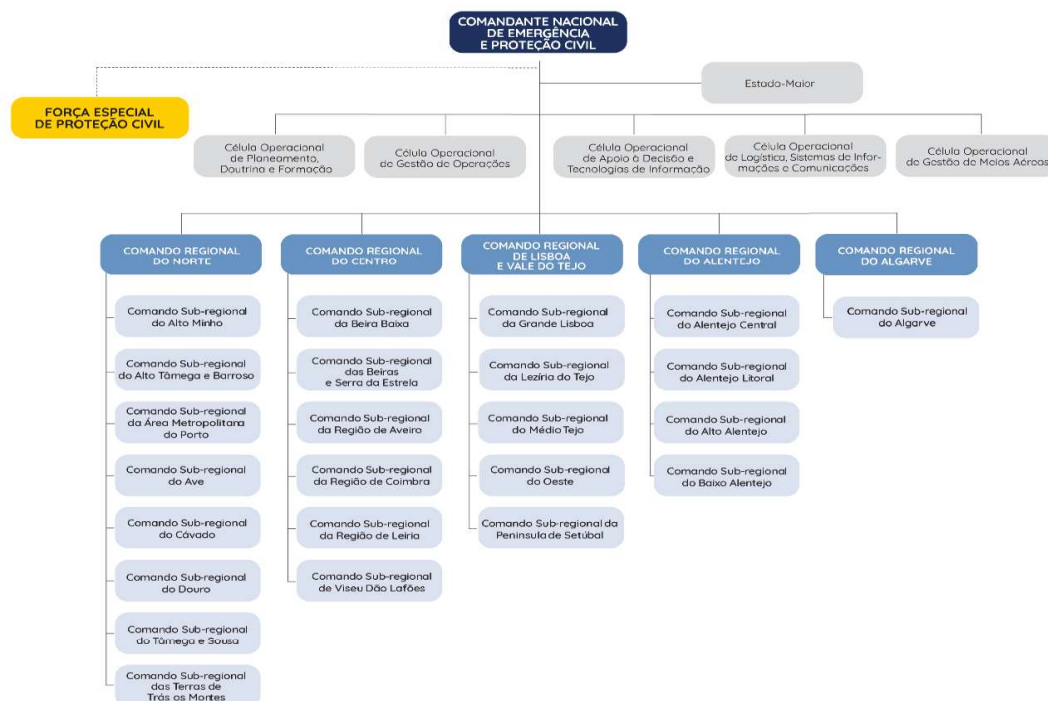 COMANDANTE NACIONAL
DE EMERGÊNCIA
E PROTEÇÃO CIVIL
Estado-Maior
FORÇA ESPECIAL
DE PROTEÇÃO CIVIL
Célula Operacional
de Planeamento,
Doutrina e Formação
Célula Operacional
de Gestão de Operações
Célula Operacional
de Apoio à Decisão e
Tecnologias de Informação
Célula Operacional
de Logística, Sistemas de Infor-
mações e Comunicações
Célula Operacional
de Gestão de Meios Aéreos
COMANDO REGIONAL
DO NORTE
COMANDO REGIONAL
DO CENTRO
COMANDO REGIONAL
DE LISBOA
E VALE DO TEJO
COMANDO REGIONAL
DO ALENTEJO
COMANDO REGIONAL
DO ALGARVE
Comando Sub-regional
do Alto Minho
Comando Sub-regional
do Alto Tâmega e Barroso
Comando Sub-regional
da Área Metropolitana
do Porto
Comando Sub-regional
do Ave
Comando Sub-regional
do Cávado
Comando Sub-regional
do Douro
Comando Sub-regional
do Tâmega e Sousa
Comando Sub-regional
das Terras de
Trás os Montes
Comando Sub-regional
da Beira Baixa
Comando Sub-regional
das Beiras
e Serra da Estrela
Comando Sub-regional
da Região de Aveiro
Comando Sub-regional
da Região de Coimbra
Comando Sub-regional
da Região de Leiria
Comando Sub-regional
de Viseu Dão Lafões
Comando Sub-regional
da Grande Lisboa
Comando Sub-regional
da Lezíria do Tejo
Comando Sub-regional
do Médio Tejo
Comando Sub-regional
do Oeste
Comando Sub-regional da
Península de Setúbal
Comando Sub-regional
do Alentejo Central
Comando Sub-regional
do Alentejo Litoral
Comando Sub-regional
do Alto Alentejo
Comando Sub-regional
do Baixo Alentejo
Comando Sub-regional
do Algarve